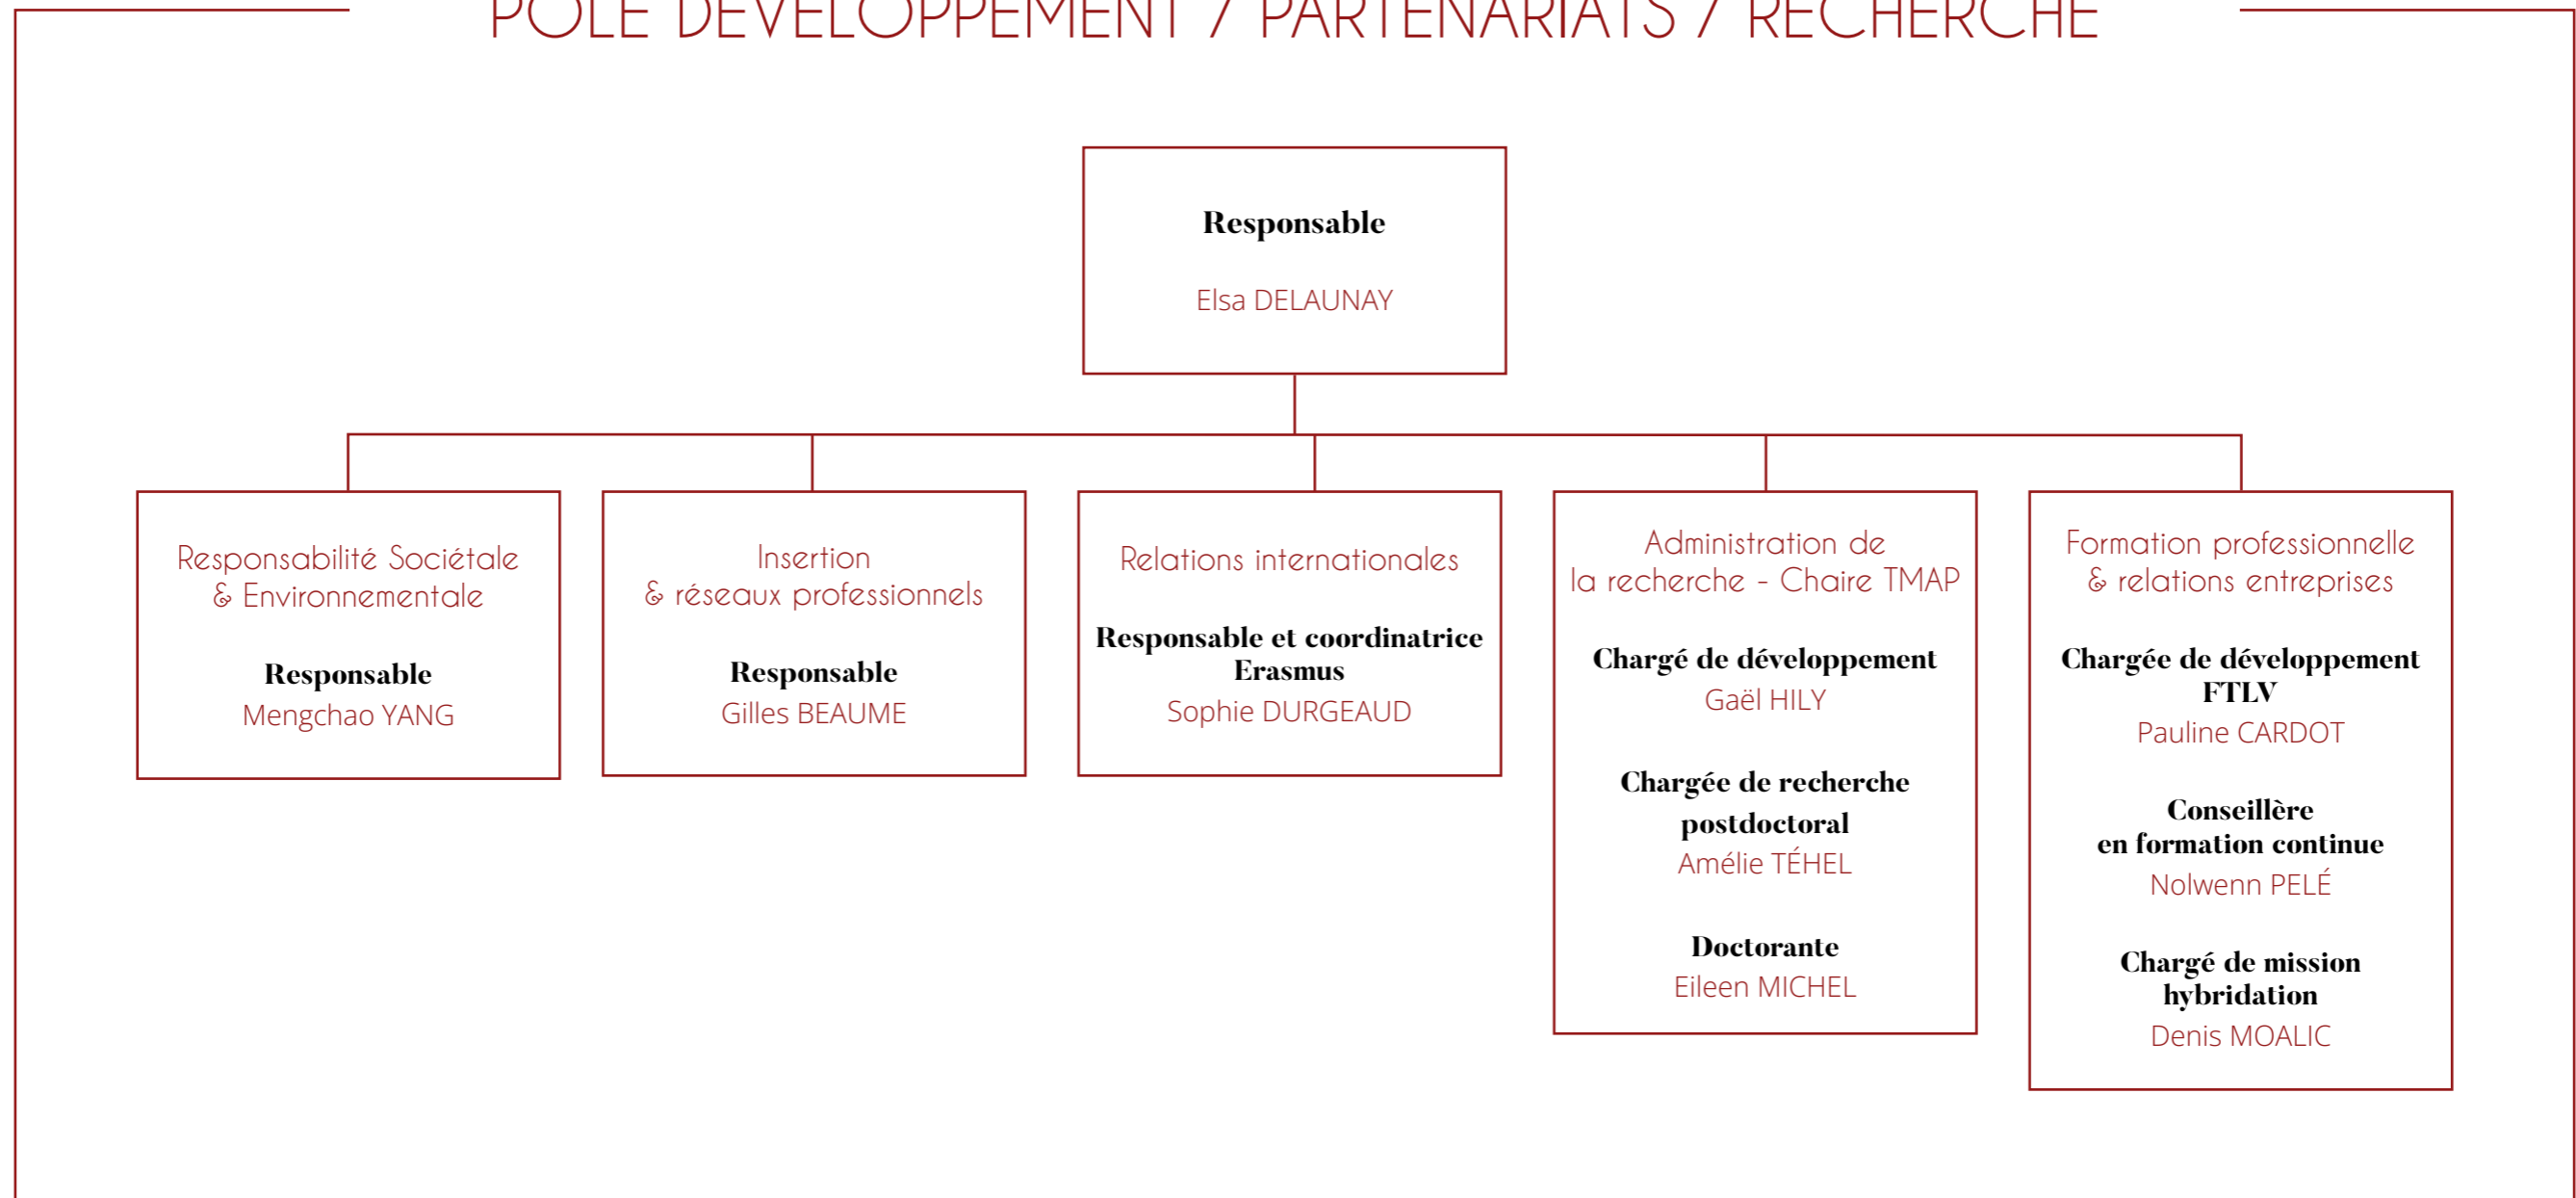 PÔLE DÉVELOPPEMENT / PARTENARIATS / RECHERCHE
Responsable
Elsa DELAUNAY
Responsabilité Sociétale
& Environnementale
Responsable
Mengchao YANG
Insertion
& réseaux professionnels
Responsable
Gilles BEAUME
Relations internationales
Responsable et coordinatrice
Erasmus
Sophie DURGEAUD
Administration de
la recherche - Chaire TMAP
Chargé de développement
Gaël HILY
Chargée de recherche
postdoctoral
Amélie TÉHEL
Doctorante
Eileen MICHEL
Formation professionnelle
& relations entreprises
Chargée de développement
FTLV
Pauline CARDOT
Conseillère
en formation continue
Nolwenn PELÉ
Chargé de mission
hybridation
Denis MOALIC